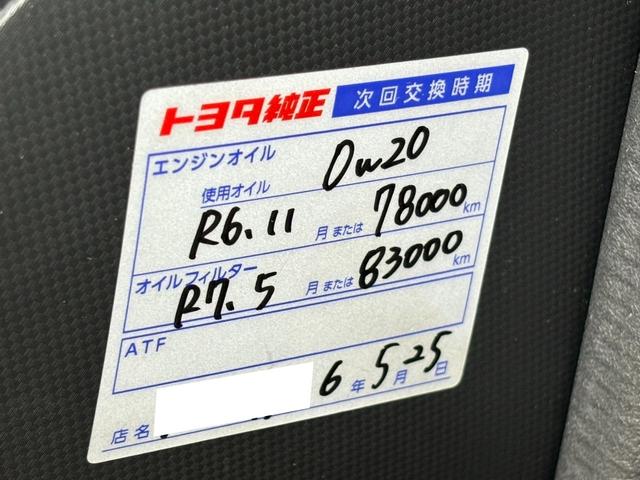 トヨタ純正 次回交換時期
エンジンオイル
使用オイル 0w20
R6.11 月または 78000 km
オイルフィルター
R7.5 月または 83000 km
ATF
6年5月25日
店名